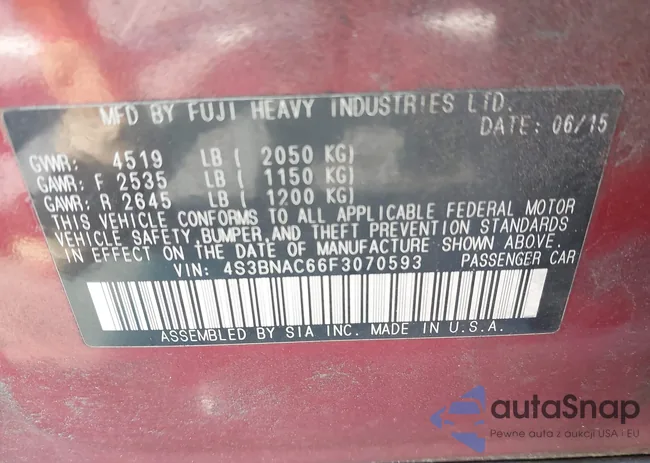 MFD BY FUJI HEAVY INDUSTRIES LTD.
DATE: 06/15
GVWR: 4519 LB ( 2050 KG)
GAWR: F 2535 LB ( 1150 KG)
GAWR: R 2645 LB ( 1200 KG)
THIS VEHICLE CONFORMS TO ALL APPLICABLE FEDERAL MOTOR
VEHICLE SAFETY, BUMPER, AND THEFT PREVENTION STANDARDS
IN EFFECT ON THE DATE OF MANUFACTURE SHOWN ABOVE.
VIN: 4S3BNAC66F3070593 PASSENGER CAR
ASSEMBLED BY SIA INC. MADE IN U.S.A.
autaSnap
Pewne auta z aukcji USA i EU